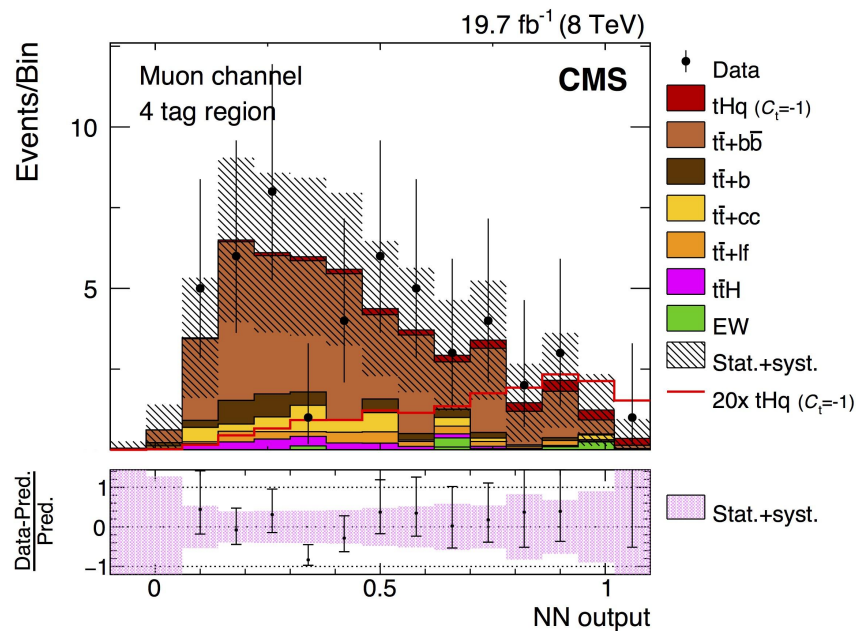 19.7 fb⁻¹ (8 TeV)
Events/Bin
Muon channel
4 tag region
CMS
10
5
Data
tHq (Cₜ=-1)
tt̄+bb̄
tt̄+b
tt̄+cc
tt̄+lf
tt̄H
EW
Stat.+syst.
20x tHq (Cₜ=-1)
Data-Pred.
Pred.
1
0
-1
Stat.+syst.
0
0.5
1
NN output